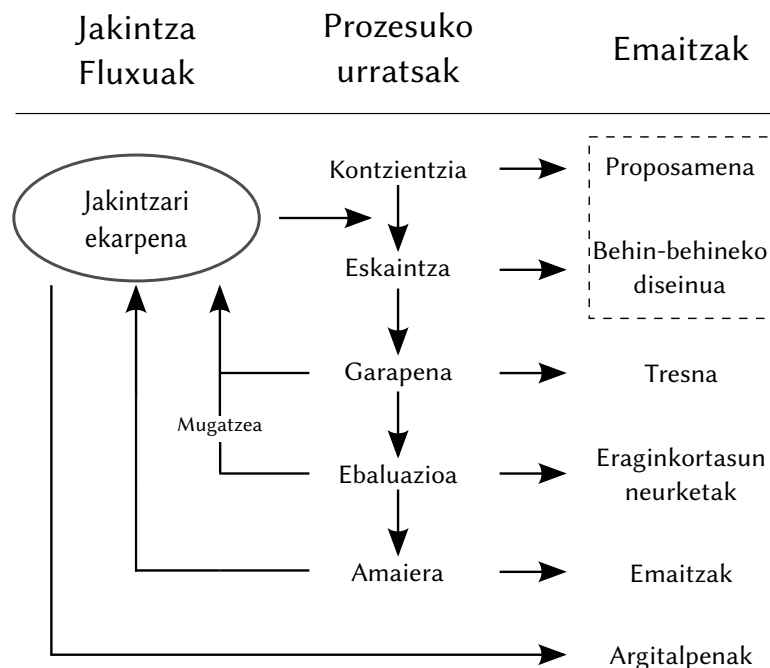 Jakintza
Fluxuak
Prozesuko
urratsak
Emaitzak
Kontzientzia
Proposamena
Jakintzari
ekarpena
Eskaintza
Behin-behineko
diseinua
Garapena
Tresna
Mugatzea
Ebaluazioa
Eraginkortasun
neurketak
Amaiera
Emaitzak
Argitalpenak